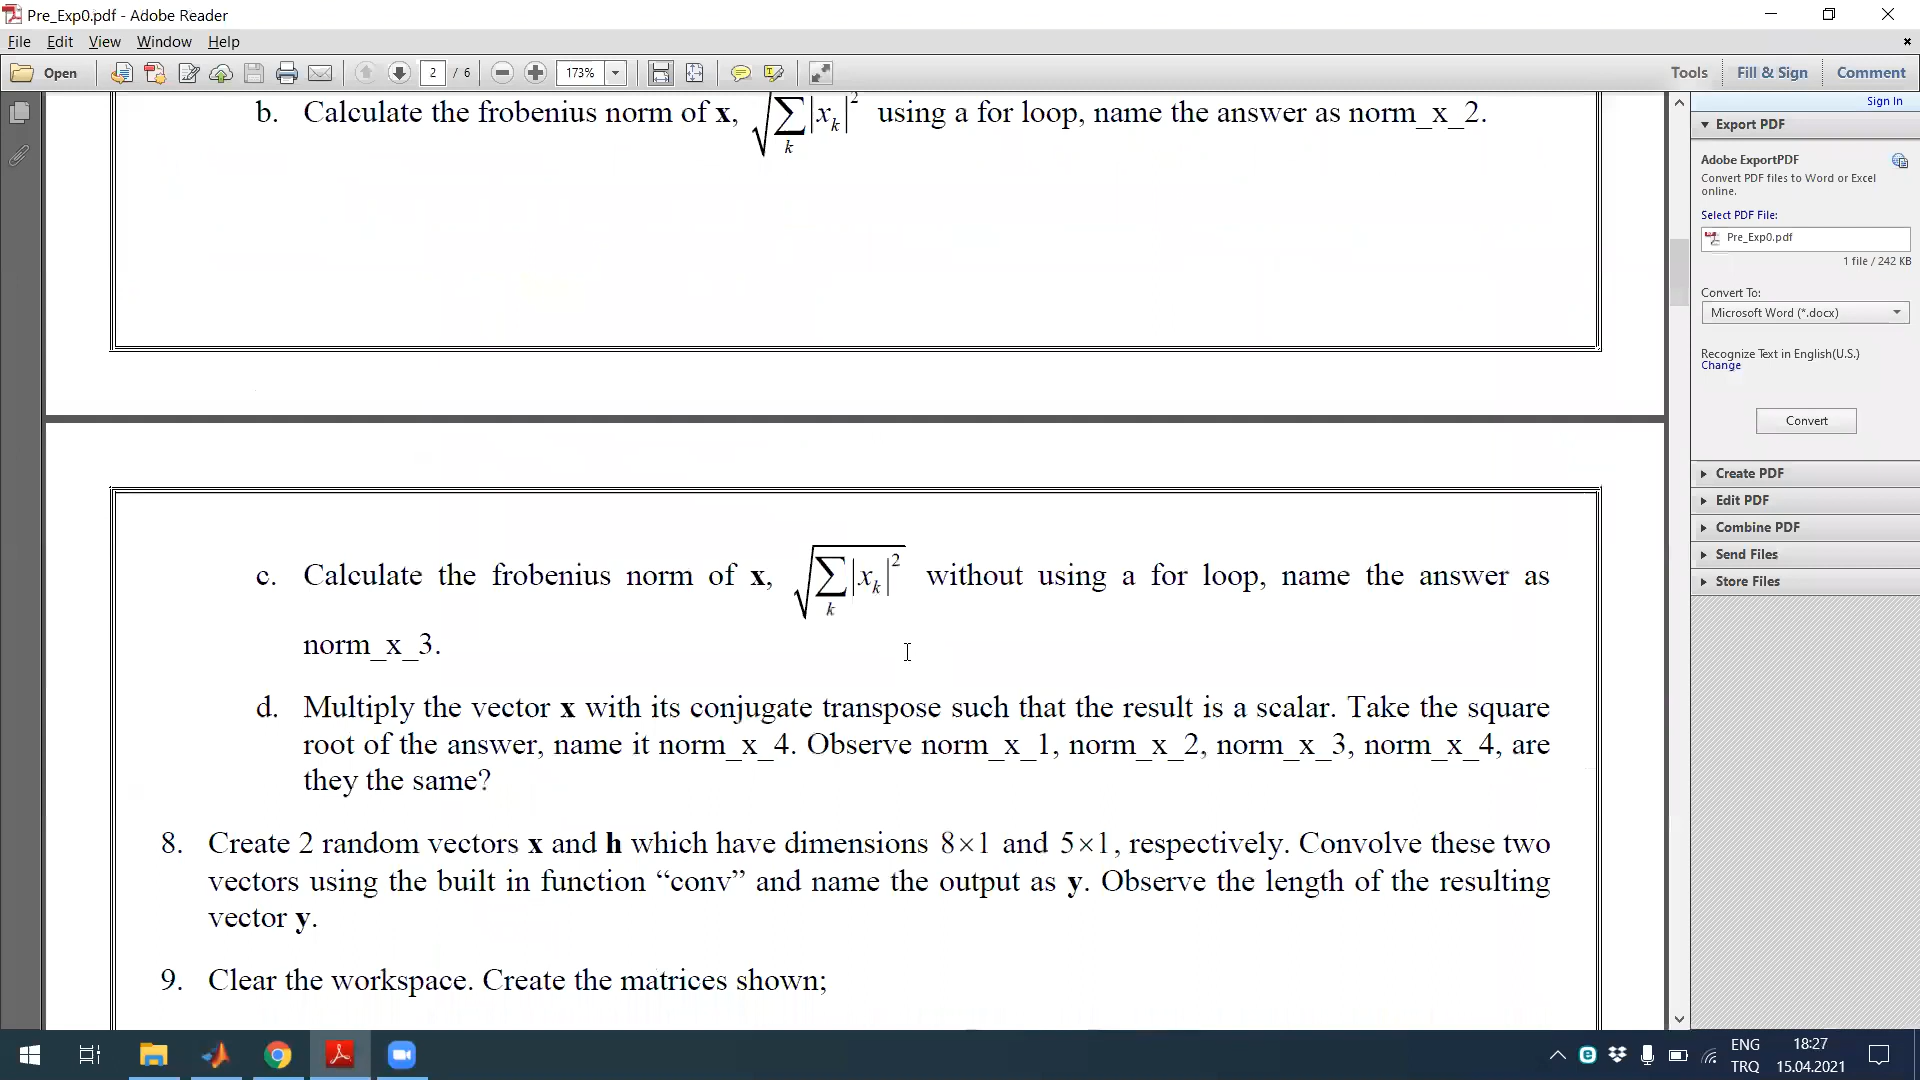 Pre_Exp0.pdf - Adobe Reader
File Edit View Window Help
Open 2 / 6 173% Tools Fill & Sign Comment
Sign In
b. Calculate the frobenius norm of x, √∑|x_k|² using a for loop, name the answer as norm_x_2.
k
c. Calculate the frobenius norm of x, √∑|x_k|² without using a for loop, name the answer as
k
norm_x_3.
d. Multiply the vector x with its conjugate transpose such that the result is a scalar. Take the square
root of the answer, name it norm_x_4. Observe norm_x_1, norm_x_2, norm_x_3, norm_x_4, are
they the same?
8. Create 2 random vectors x and h which have dimensions 8×1 and 5×1, respectively. Convolve these two
vectors using the built in function “conv” and name the output as y. Observe the length of the resulting
vector y.
9. Clear the workspace. Create the matrices shown;
Export PDF
Adobe ExportPDF
Convert PDF files to Word or Excel
online.
Select PDF File:
Pre_Exp0.pdf
1 file / 242 KB
Convert To:
Microsoft Word (*.docx)
Recognize Text in English(U.S.)
Change
Convert
Create PDF
Edit PDF
Combine PDF
Send Files
Store Files
ENG 18:27
TRQ 15.04.2021